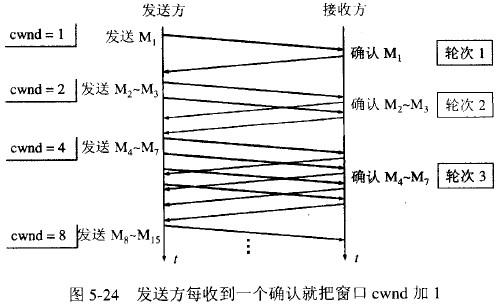 发送方 接收方
cwnd = 1 发送 M1
确认 M1 轮次 1
cwnd = 2 发送 M2~M3
确认 M2~M3 轮次 2
cwnd = 4 发送 M4~M7
确认 M4~M7 轮次 3
cwnd = 8 发送 M8~M15
t t
图 5-24 发送方每收到一个确认就把窗口 cwnd 加 1